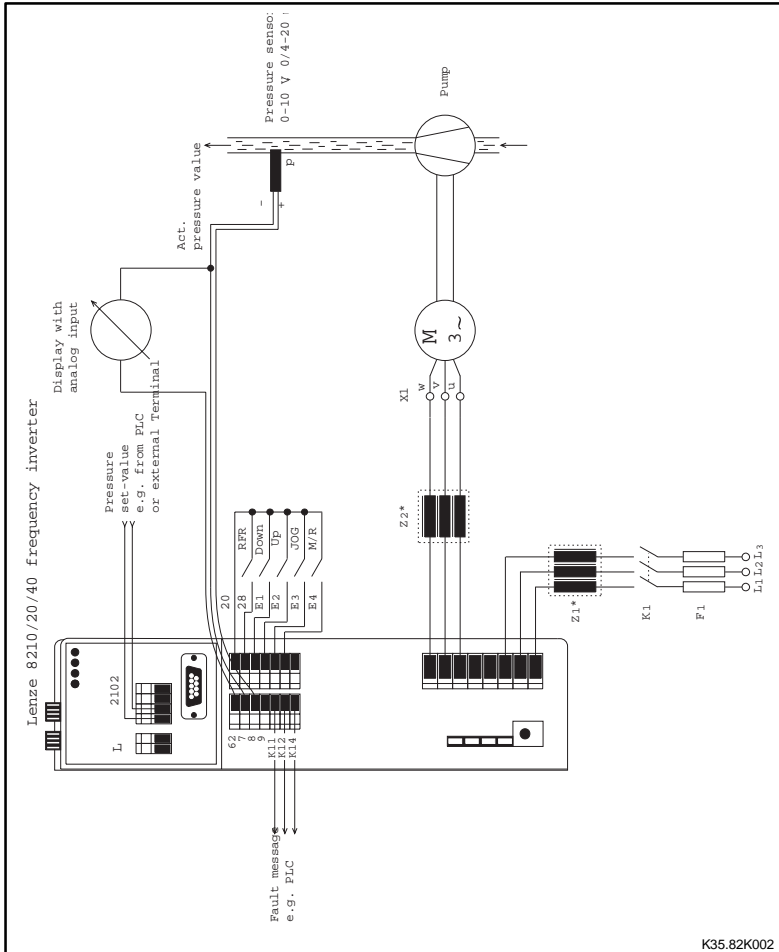 Lenze 8210/20/40 frequency inverter
Display with
analog input
Act.
pressure value
Pressure senso
0-10 V 0/4-20
p
-
+
Pump
Pressure
set-value
e.g. from PLC
or external Terminal
2102
L
20
28
E1
E2
E3
E4
RFR
Down
Up
JOG
M/R
62
7
8
9
K11
K12
K14
Fault message
e.g. PLC
M
3~
X1
w
v
u
Z2*
Z1*
K1
F1
L1
L2
L3
K35.82K002